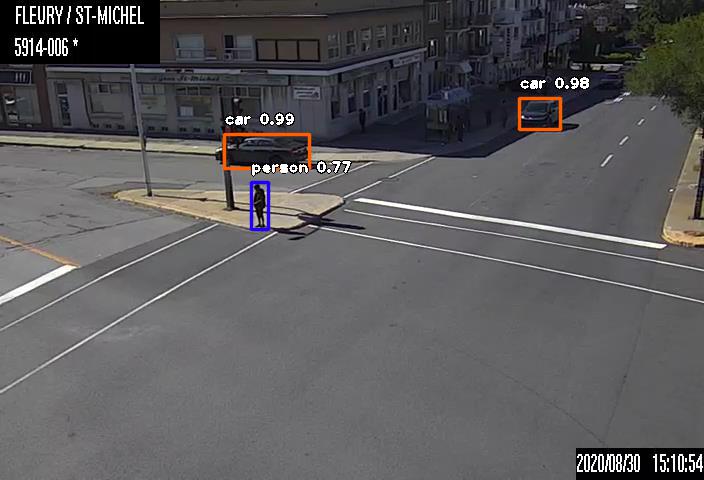 FLEURY / ST-MICHEL
5914-006 *
car 0.98
car 0.99
person 0.77
2020/08/30 15:10:54